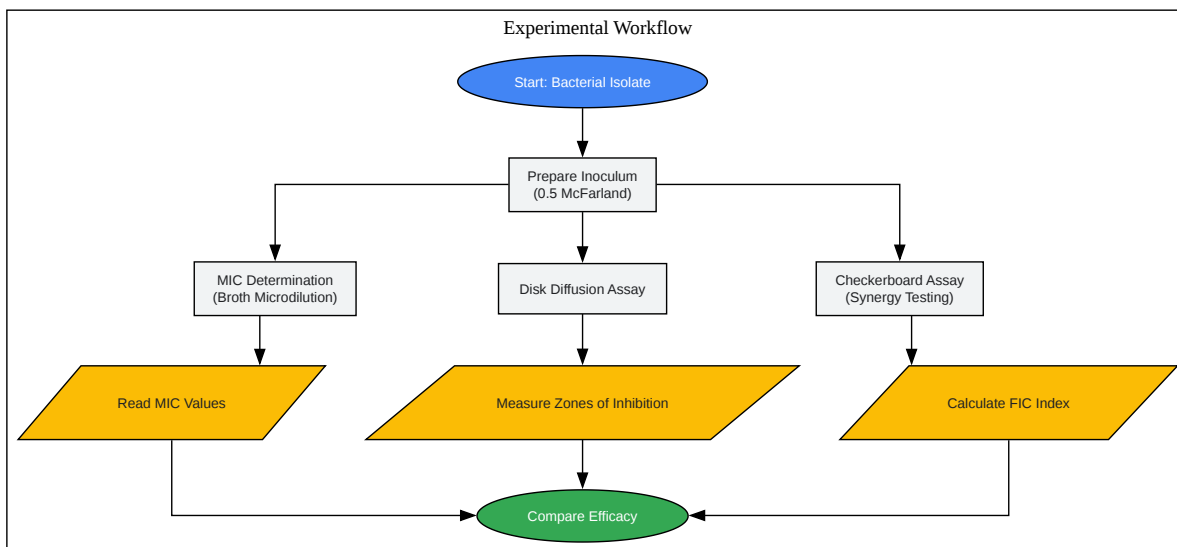 Experimental Workflow
Start: Bacterial Isolate
Prepare Inoculum
(0.5 McFarland)
MIC Determination
(Broth Microdilution)
Disk Diffusion Assay
Checkerboard Assay
(Synergy Testing)
Read MIC Values
Measure Zones of Inhibition
Calculate FIC Index
Compare Efficacy